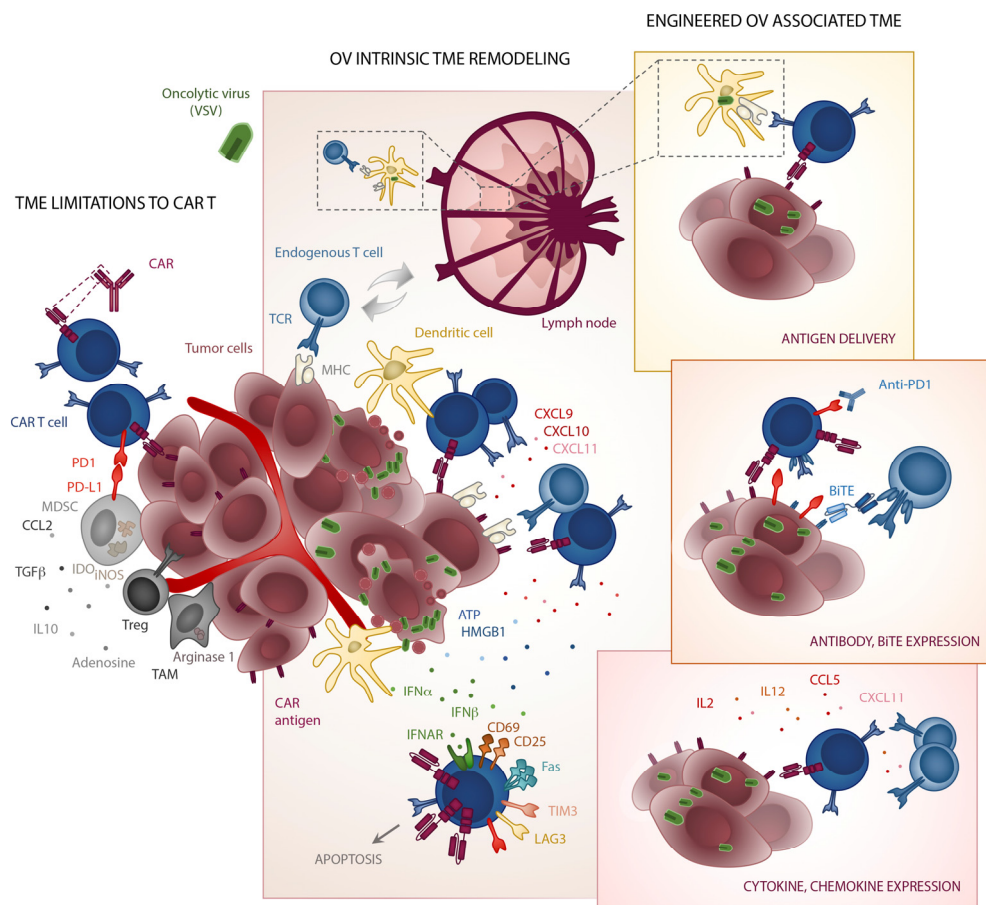 ENGINEERED OV ASSOCIATED TME
OV INTRINSIC TME REMODELING
Oncolytic virus
(VSV)
TME LIMITATIONS TO CAR T
CAR
Endogenous T cell
TCR
Lymph node
Dendritic cell
Tumor cells
MHC
ANTIGEN DELIVERY
CAR T cell
PD1
PD-L1
MDSC
CCL2
IDO
iNOS
TGFβ
Treg
IL10
Arginase 1
Adenosine
TAM
CXCL9
CXCL10
CXCL11
Anti-PD1
BiTE
ANTIBODY, BiTE EXPRESSION
ATP
HMGB1
CAR
antigen
IFNα
IFNβ
IFNAR
CD69
CD25
Fas
TIM3
LAG3
APOPTOSIS
IL2
IL12
CCL5
CXCL11
CYTOKINE, CHEMOKINE EXPRESSION